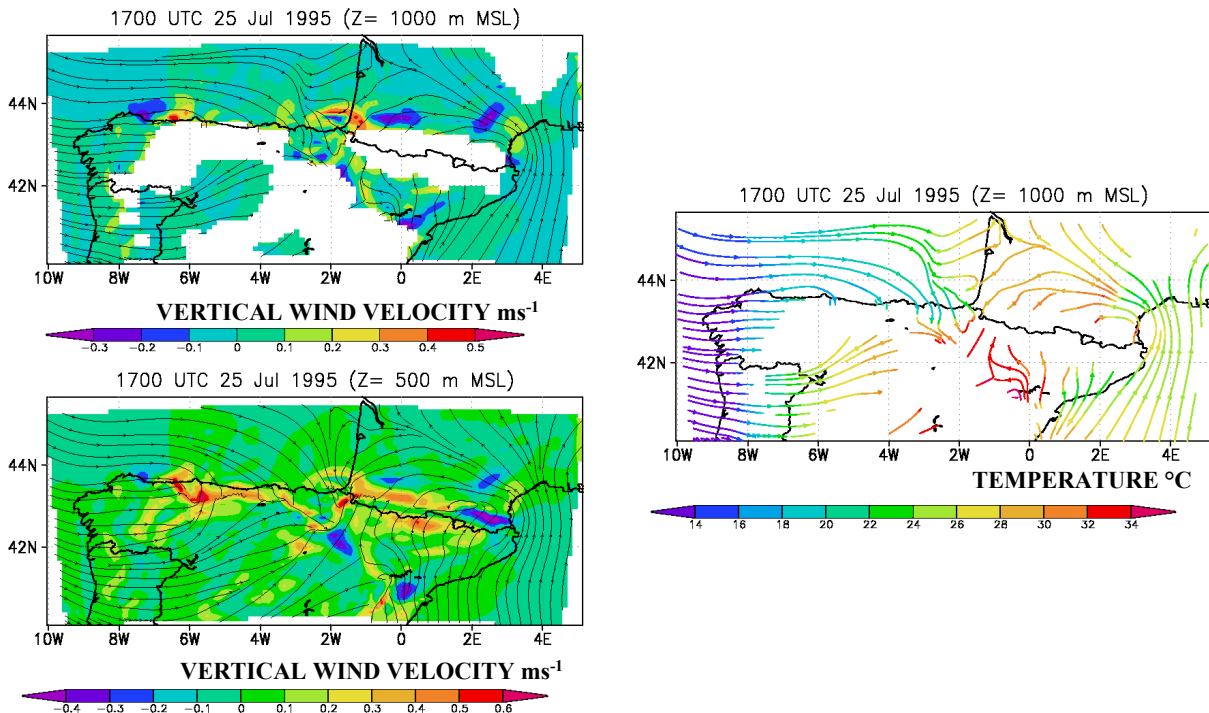 1700 UTC 25 Jul 1995 (Z= 1000 m MSL)
44N
42N
10W 8W 6W 4W 2W 0 2E 4E
VERTICAL WIND VELOCITY ms-1
-0.3 -0.2 -0.1 0 0.1 0.2 0.3 0.4 0.5
1700 UTC 25 Jul 1995 (Z= 500 m MSL)
44N
42N
10W 8W 6W 4W 2W 0 2E 4E
VERTICAL WIND VELOCITY ms-1
-0.4 -0.3 -0.2 -0.1 0 0.1 0.2 0.3 0.4 0.5 0.6
1700 UTC 25 Jul 1995 (Z= 1000 m MSL)
44N
42N
10W 8W 6W 4W 2W 0 2E 4E
TEMPERATURE °C
14 16 18 20 22 24 26 28 30 32 34